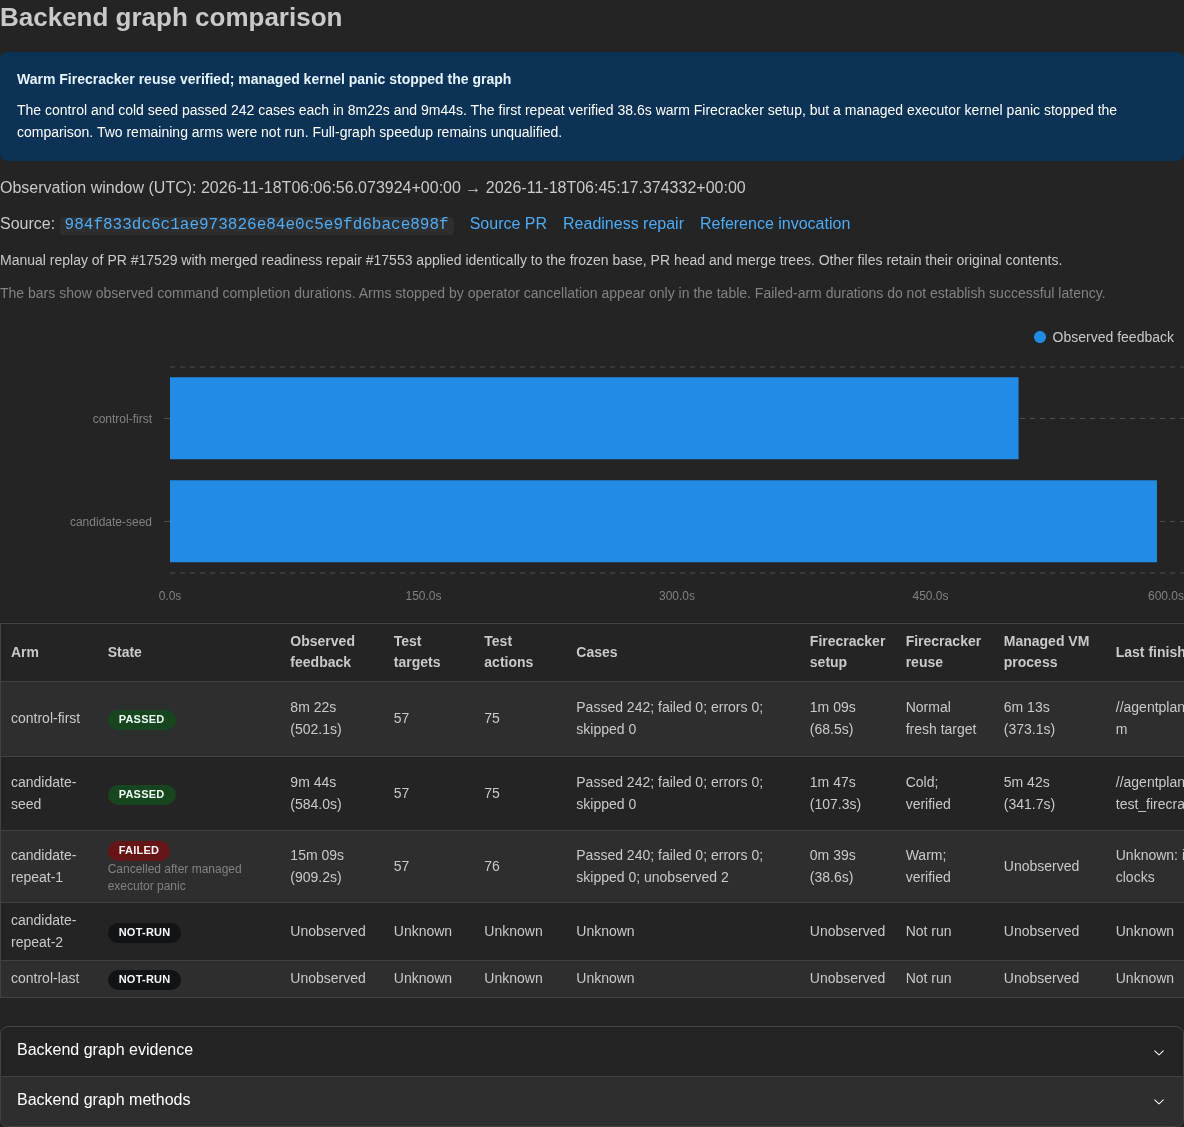 Backend graph comparison
Warm Firecracker reuse verified; managed kernel panic stopped the graph
The control and cold seed passed 242 cases each in 8m22s and 9m44s. The first repeat verified 38.6s warm Firecracker setup, but a managed executor kernel panic stopped the
comparison. Two remaining arms were not run. Full-graph speedup remains unqualified.
Observation window (UTC): 2026-11-18T06:06:56.073924+00:00 → 2026-11-18T06:45:17.374332+00:00
Source: 984f833dc6c1ae973826e84e0c5e9fd6bace898f Source PR Readiness repair Reference invocation
Manual replay of PR #17529 with merged readiness repair #17553 applied identically to the frozen base, PR head and merge trees. Other files retain their original contents.
The bars show observed command completion durations. Arms stopped by operator cancellation appear only in the table. Failed-arm durations do not establish successful latency.
Observed feedback
control-first
candidate-seed
0.0s 150.0s 300.0s 450.0s 600.0s
Arm State Observed feedback Test targets Test actions Cases Firecracker setup Firecracker reuse Managed VM process Last finish
control-first PASSED 8m 22s (502.1s) 57 75 Passed 242; failed 0; errors 0; skipped 0 1m 09s (68.5s) Normal fresh target 6m 13s (373.1s) //agentplan m
candidate-seed PASSED 9m 44s (584.0s) 57 75 Passed 242; failed 0; errors 0; skipped 0 1m 47s (107.3s) Cold; verified 5m 42s (341.7s) //agentplan test_firecra
candidate-repeat-1 FAILED Cancelled after managed executor panic 15m 09s (909.2s) 57 76 Passed 240; failed 0; errors 0; skipped 0; unobserved 2 0m 39s (38.6s) Warm; verified Unobserved Unknown: i clocks
candidate-repeat-2 NOT-RUN Unobserved Unknown Unknown Unknown Unobserved Not run Unobserved Unknown
control-last NOT-RUN Unobserved Unknown Unknown Unknown Unobserved Not run Unobserved Unknown
Backend graph evidence
Backend graph methods